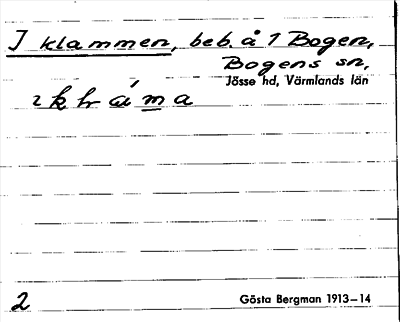 I klammen, beb. å 1 Bogen,
Bogens sn,
Jösse hd, Värmlands län
2
Gösta Bergman 1913–14